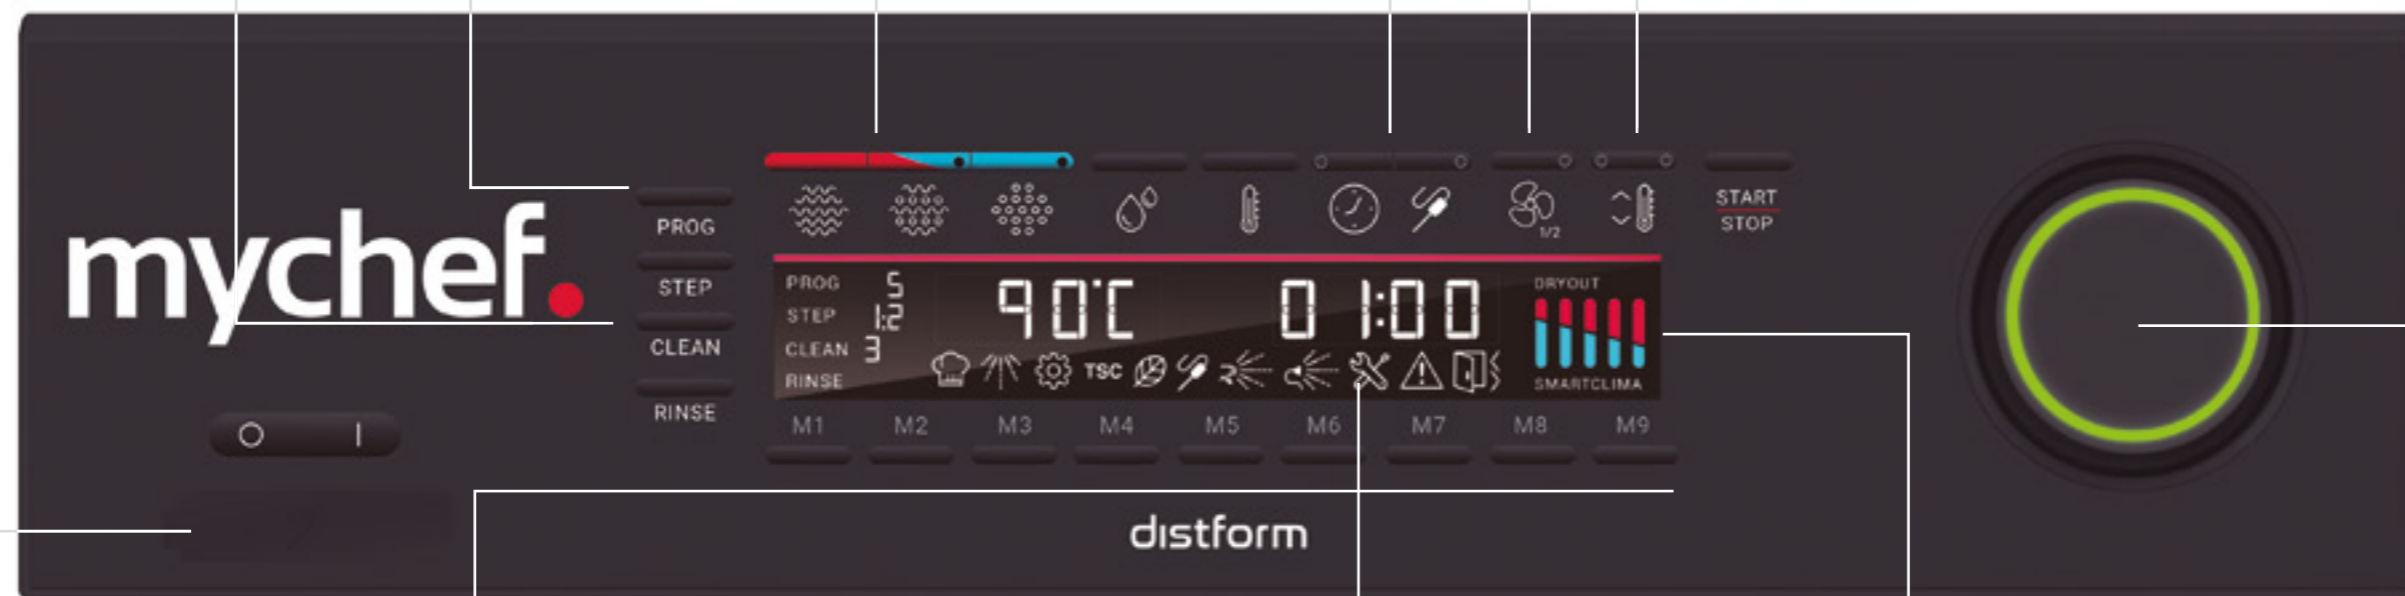 mychef.
O I
PROG
STEP
CLEAN
RINSE
1/2
START
STOP
PROG 5
STEP 1:2
CLEAN 3
RINSE
90°C
01:00
TSC
DRYOUT
SMARTCLIMA
M1 M2 M3 M4 M5 M6 M7 M8 M9
distform